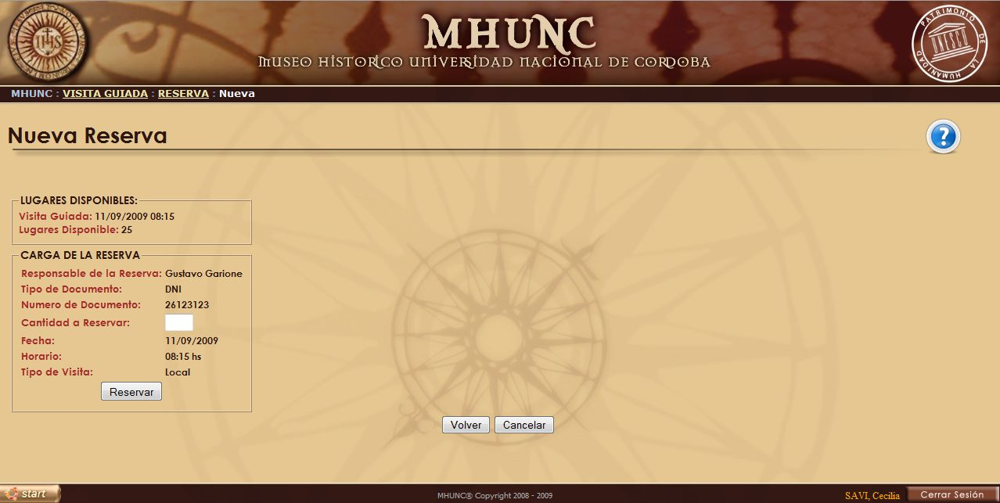 IHS
MHUNC
MUSEO HISTORICO UNIVERSIDAD NACIONAL DE CORDOBA
PATRIMONIO DE LA HUMANIDAD
UNESCO
MHUNC : VISITA GUIADA : RESERVA : Nueva
Nueva Reserva
?
LUGARES DISPONIBLES:
Visita Guiada: 11/09/2009 08:15
Lugares Disponible: 25
CARGA DE LA RESERVA
Responsable de la Reserva: Gustavo Garione
Tipo de Documento: DNI
Numero de Documento: 26123123
Cantidad a Reservar:
Fecha: 11/09/2009
Horario: 08:15 hs
Tipo de Visita: Local
Reservar
Volver Cancelar
start
MHUNC® Copyright 2008 - 2009
SAVI, Cecilia
Cerrar Sesión